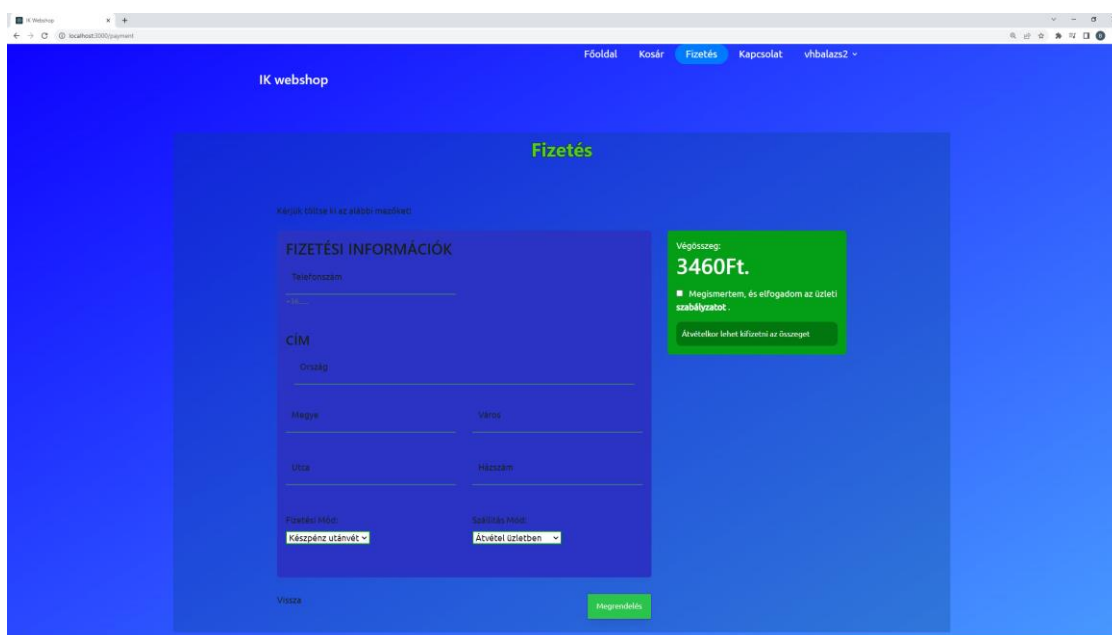 IK Webshop
localhost:3000/payment
Főoldal Kosár Fizetés Kapcsolat vhbalazs2
IK webshop
Fizetés
Kérjük töltse ki az alábbi mezőket:
FIZETÉSI INFORMÁCIÓK
Telefonszám
Végösszeg:
3460Ft.
Megismertem, és elfogadom az üzleti
szabályzatot .
Átvételkor lehet kifizetni az összeget
CÍM
Ország
Megye Város
Utca Házszám
Fizetési Mód: Szállítás Mód:
Készpénz utánvét Átvétel üzletben
Vissza Megrendelés